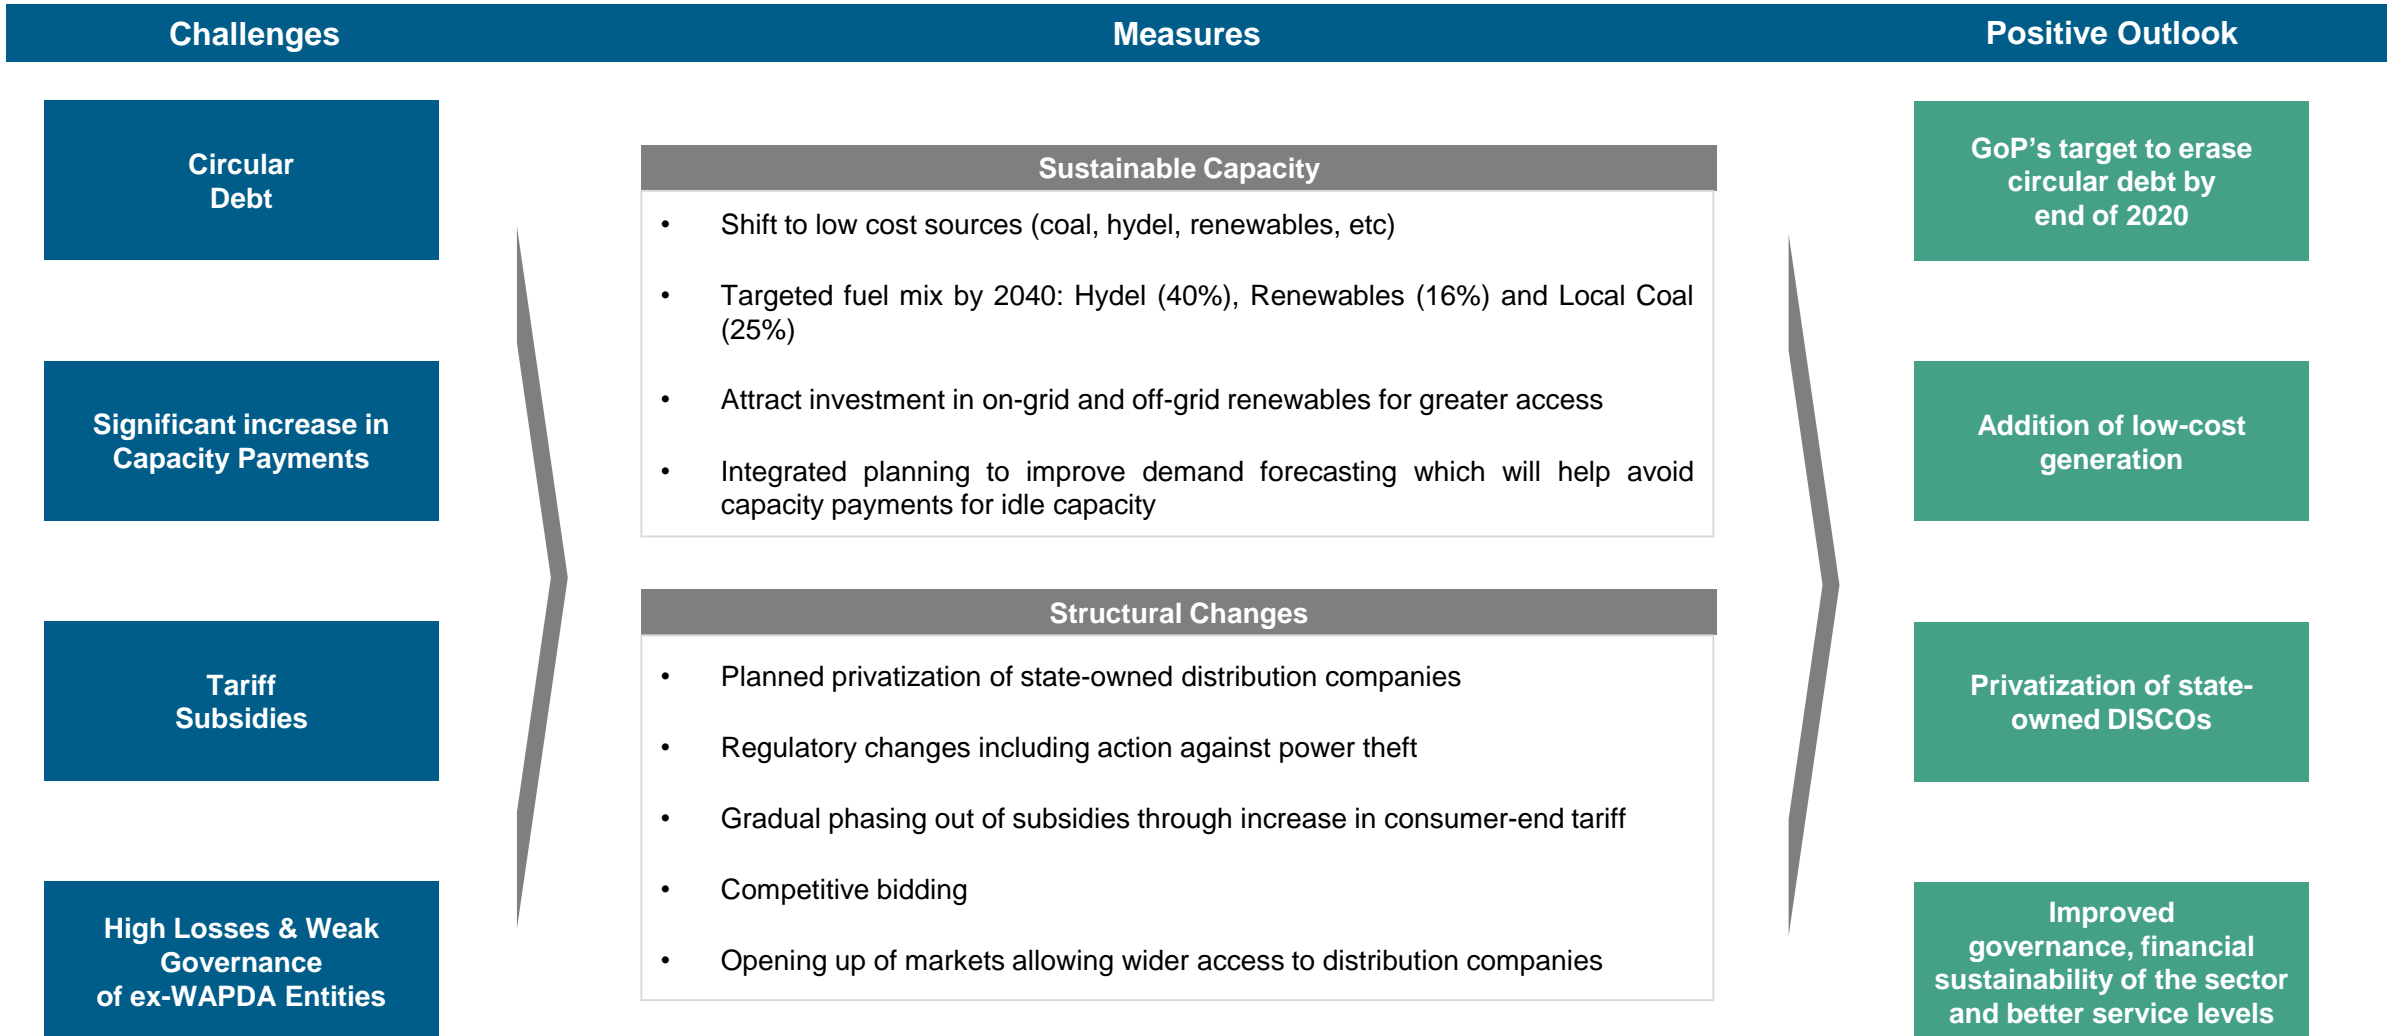 Challenges
Measures
Positive Outlook
Circular
Debt
Significant increase in
Capacity Payments
Tariff
Subsidies
High Losses & Weak
Governance
of ex-WAPDA Entities
Sustainable Capacity
• Shift to low cost sources (coal, hydel, renewables, etc)
• Targeted fuel mix by 2040: Hydel (40%), Renewables (16%) and Local Coal
(25%)
• Attract investment in on-grid and off-grid renewables for greater access
• Integrated planning to improve demand forecasting which will help avoid
capacity payments for idle capacity
Structural Changes
• Planned privatization of state-owned distribution companies
• Regulatory changes including action against power theft
• Gradual phasing out of subsidies through increase in consumer-end tariff
• Competitive bidding
• Opening up of markets allowing wider access to distribution companies
GoP’s target to erase
circular debt by
end of 2020
Addition of low-cost
generation
Privatization of state-
owned DISCOs
Improved
governance, financial
sustainability of the sector
and better service levels